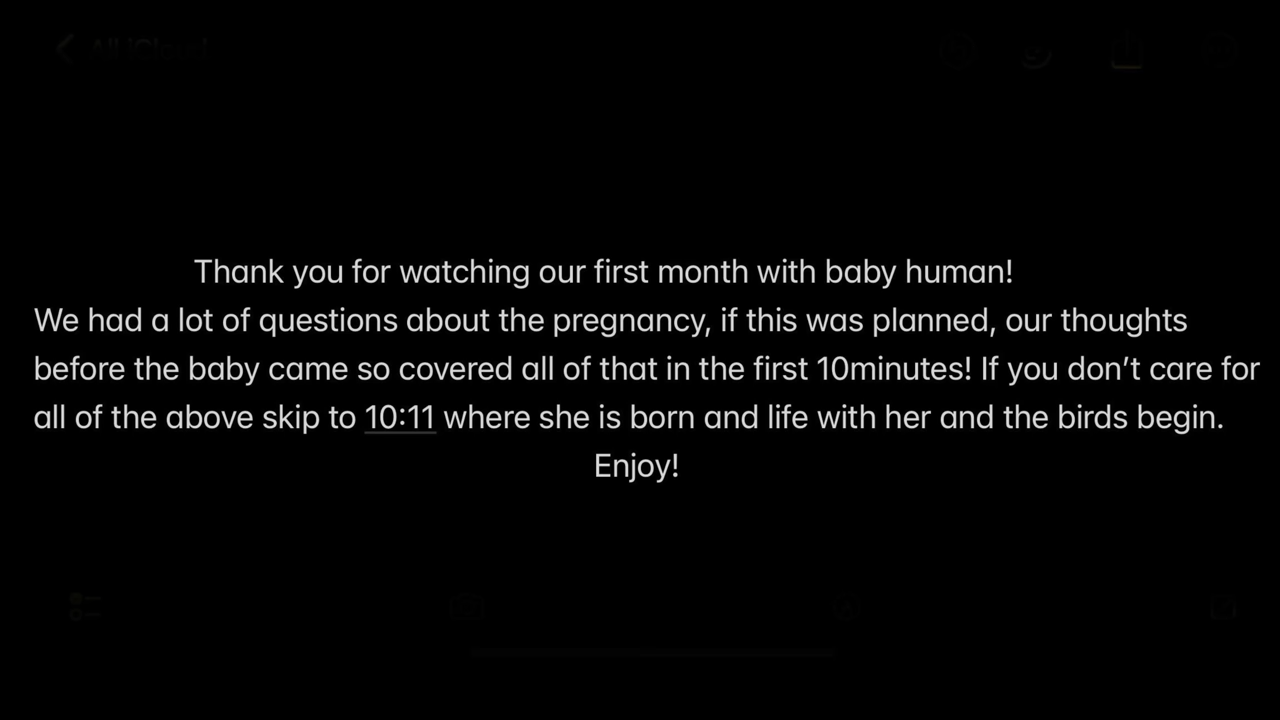 All iCloud
Thank you for watching our first month with baby human!
We had a lot of questions about the pregnancy, if this was planned, our thoughts
before the baby came so covered all of that in the first 10minutes! If you don’t care for
all of the above skip to 10:11 where she is born and life with her and the birds begin.
Enjoy!